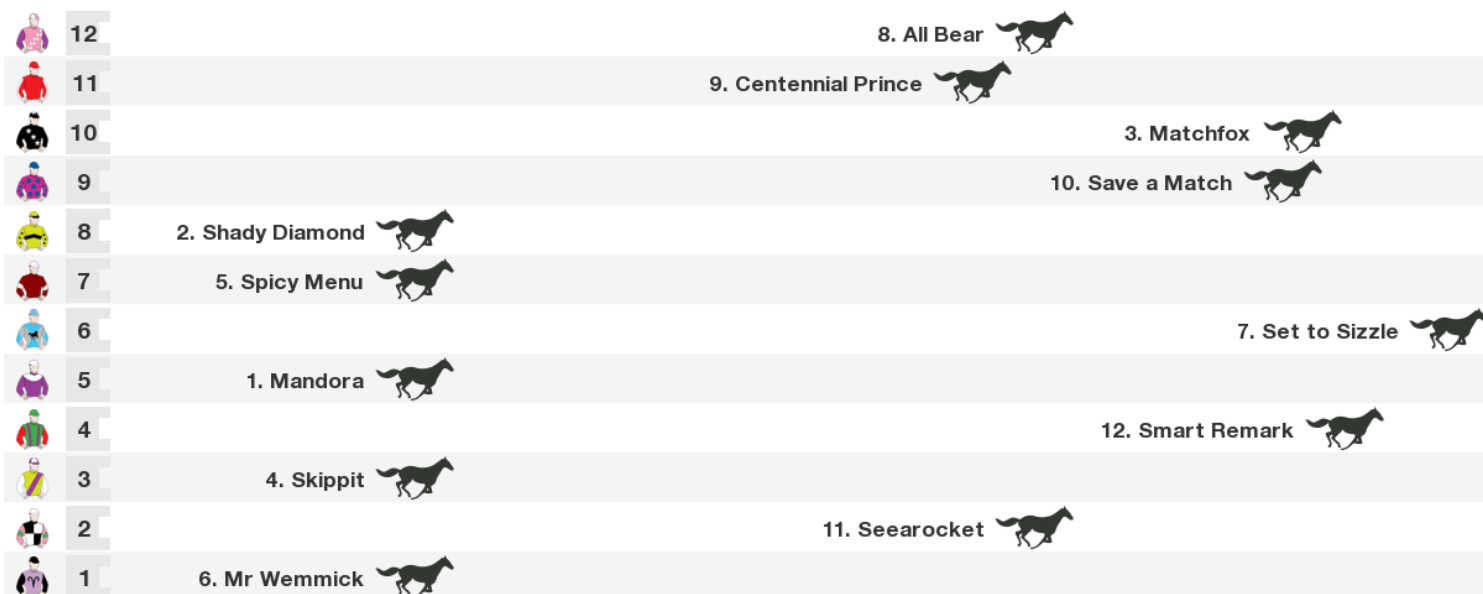 12 8. All Bear
11 9. Centennial Prince
10 3. Matchfox
9 10. Save a Match
8 2. Shady Diamond
7 5. Spicy Menu
6 7. Set to Sizzle
5 1. Mandora
4 12. Smart Remark
3 4. Skippit
2 11. Seearocket
1 6. Mr Wemmick